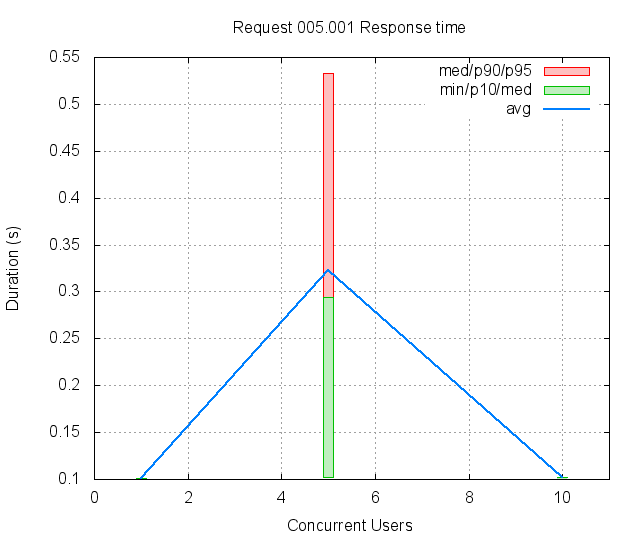 Request 005.001 Response time
med/p90/p95
min/p10/med
avg
Duration (s)
0.55
0.5
0.45
0.4
0.35
0.3
0.25
0.2
0.15
0.1
0 2 4 6 8 10
Concurrent Users